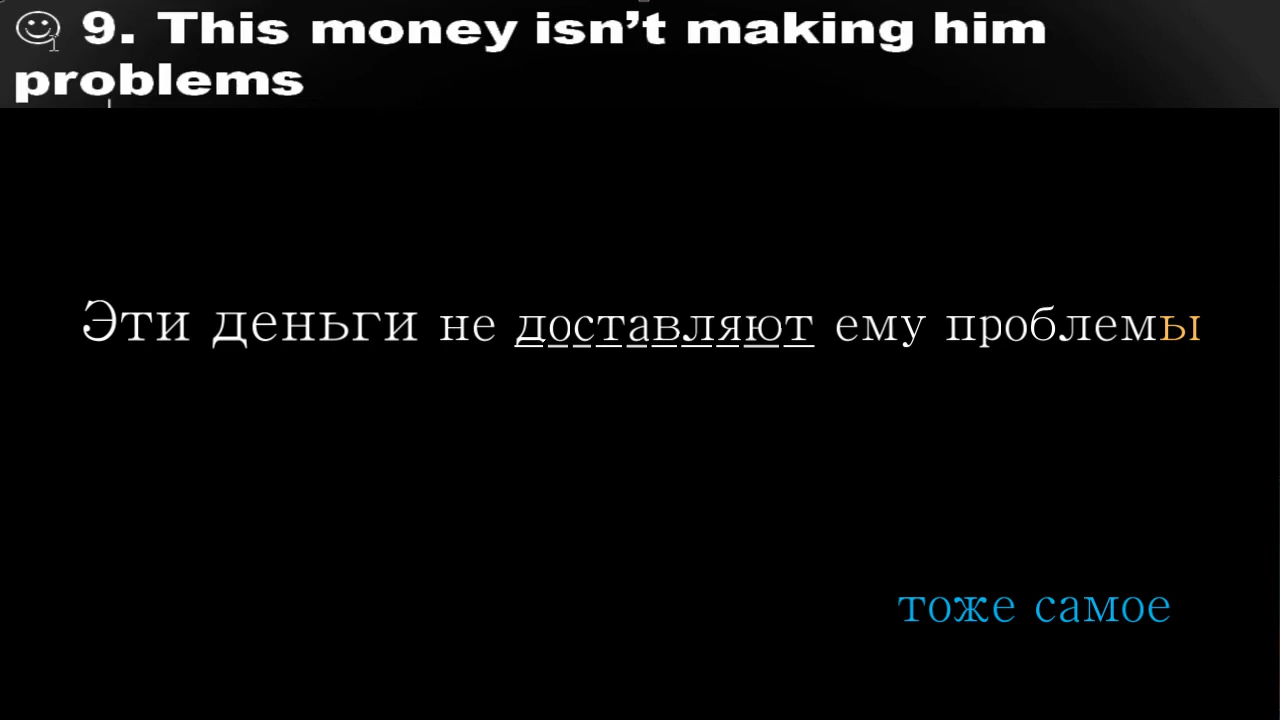 9. This money isn’t making him
problems
Эти деньги не доставляют ему проблемы
тоже самое